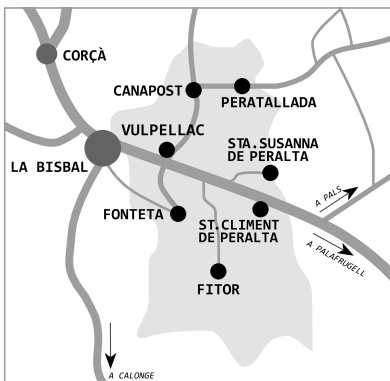 CORÇÀ
CANAPOST
PERATALLADA
VULPELLAC
STA.SUSANNA
DE PERALTA
LA BISBAL
A PALS
FONTETA
ST.CLIMENT
DE PERALTA
A PALAFRUGELL
FITOR
A CALONGE